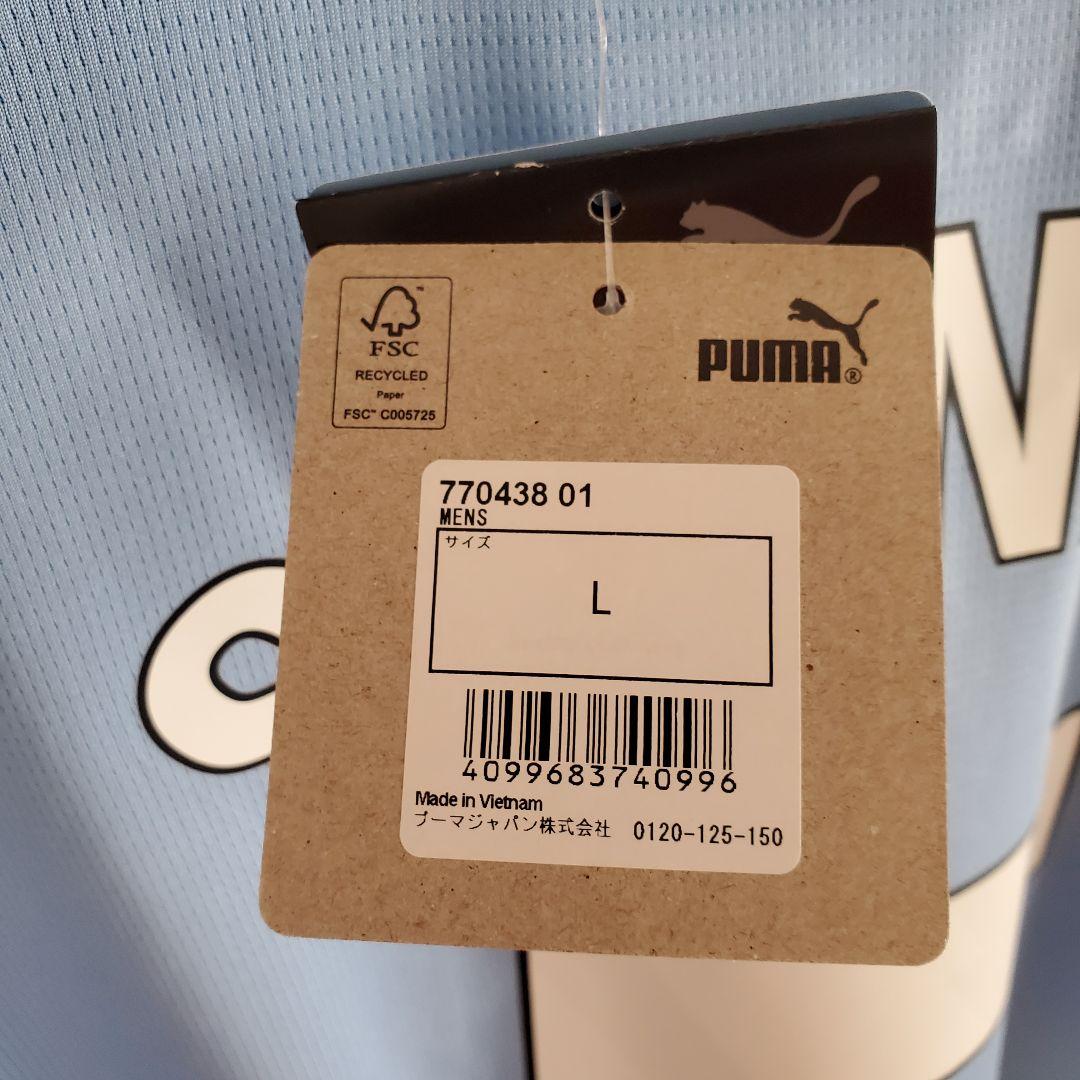 FSC
RECYCLED
Paper
FSC™ C005725
PUMA®
770438 01
MENS
サイズ
L
4099683740996
Made in Vietnam
プーマジャパン株式会社 0120-125-150